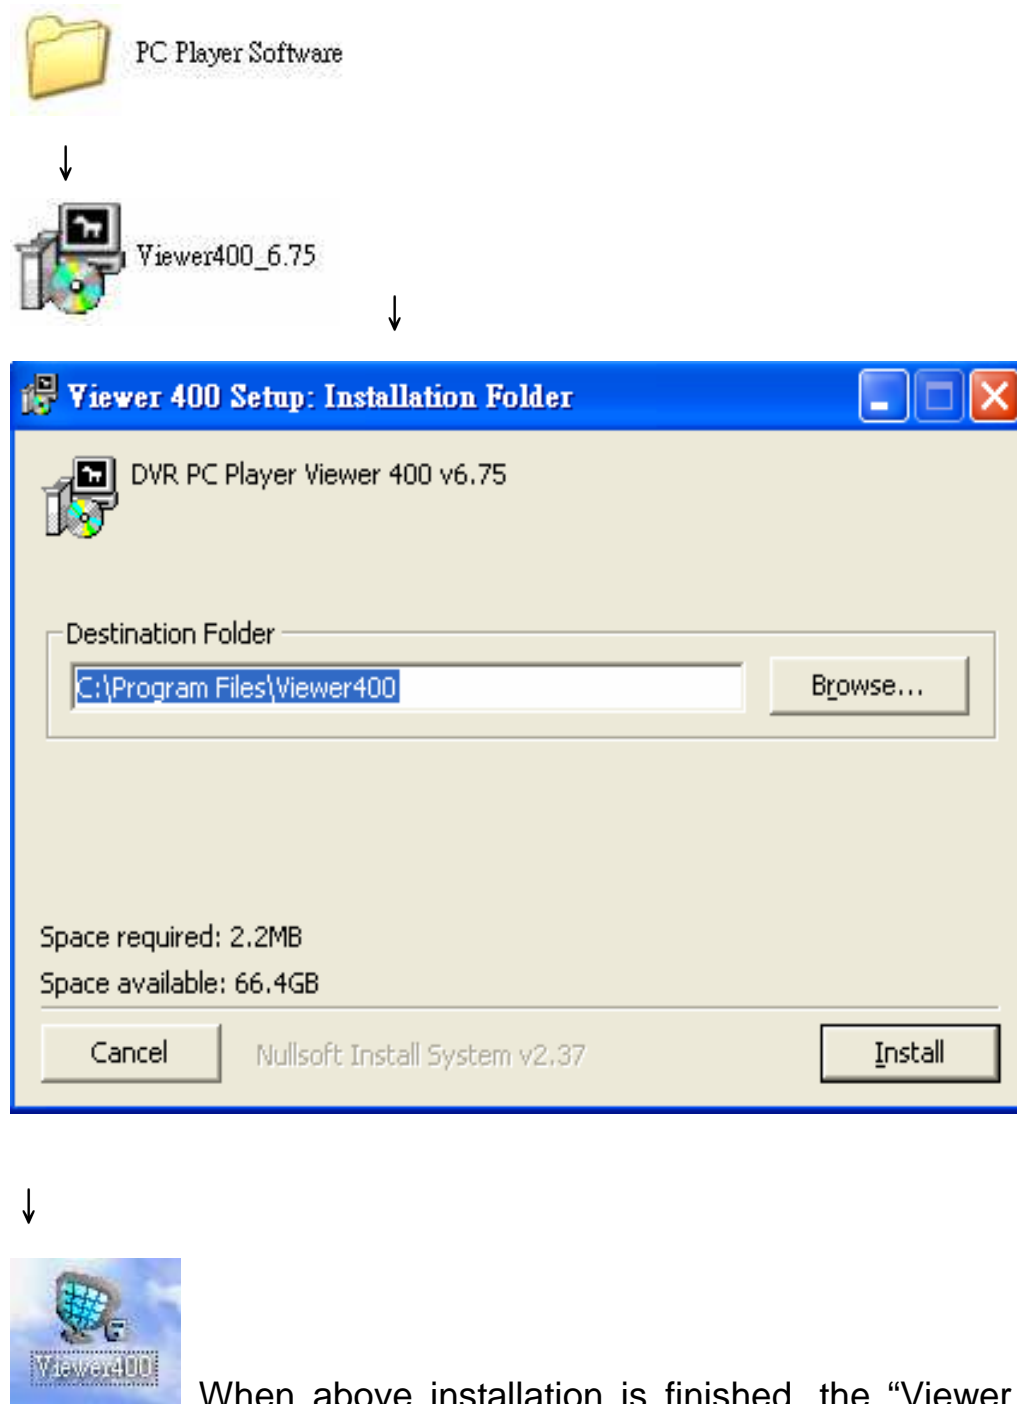 PC Player Software
Viewer400_6.75
Viewer 400 Setup: Installation Folder
DVR PC Player Viewer 400 v6.75
Destination Folder
C:\Program Files\Viewer400
Browse...
Space required: 2.2MB
Space available: 66.4GB
Cancel
Nullsoft Install System v2.37
Install
Viewer400
When above installation is finished, the “Viewer